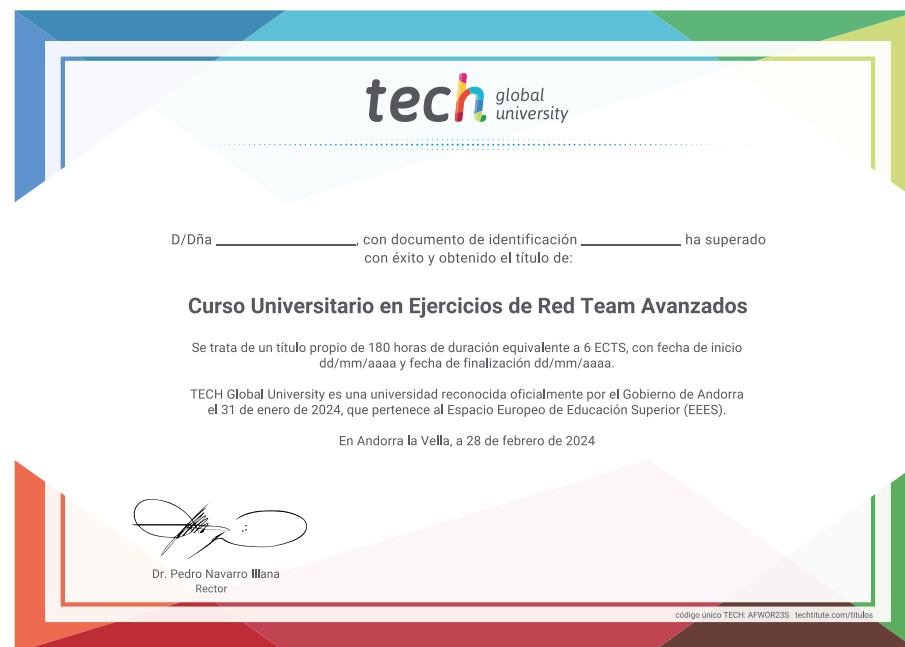 tech global university
D/Dña ________________, con documento de identificación ____________ ha superado
con éxito y obtenido el título de:
Curso Universitario en Ejercicios de Red Team Avanzados
Se trata de un título propio de 180 horas de duración equivalente a 6 ECTS, con fecha de inicio
dd/mm/aaaa y fecha de finalización dd/mm/aaaa.
TECH Global University es una universidad reconocida oficialmente por el Gobierno de Andorra
el 31 de enero de 2024, que pertenece al Espacio Europeo de Educación Superior (EEES).
En Andorra la Vella, a 28 de febrero de 2024
Dr. Pedro Navarro Illana
Rector
código único TECH: AFWOR23S techtitute.com/titulos